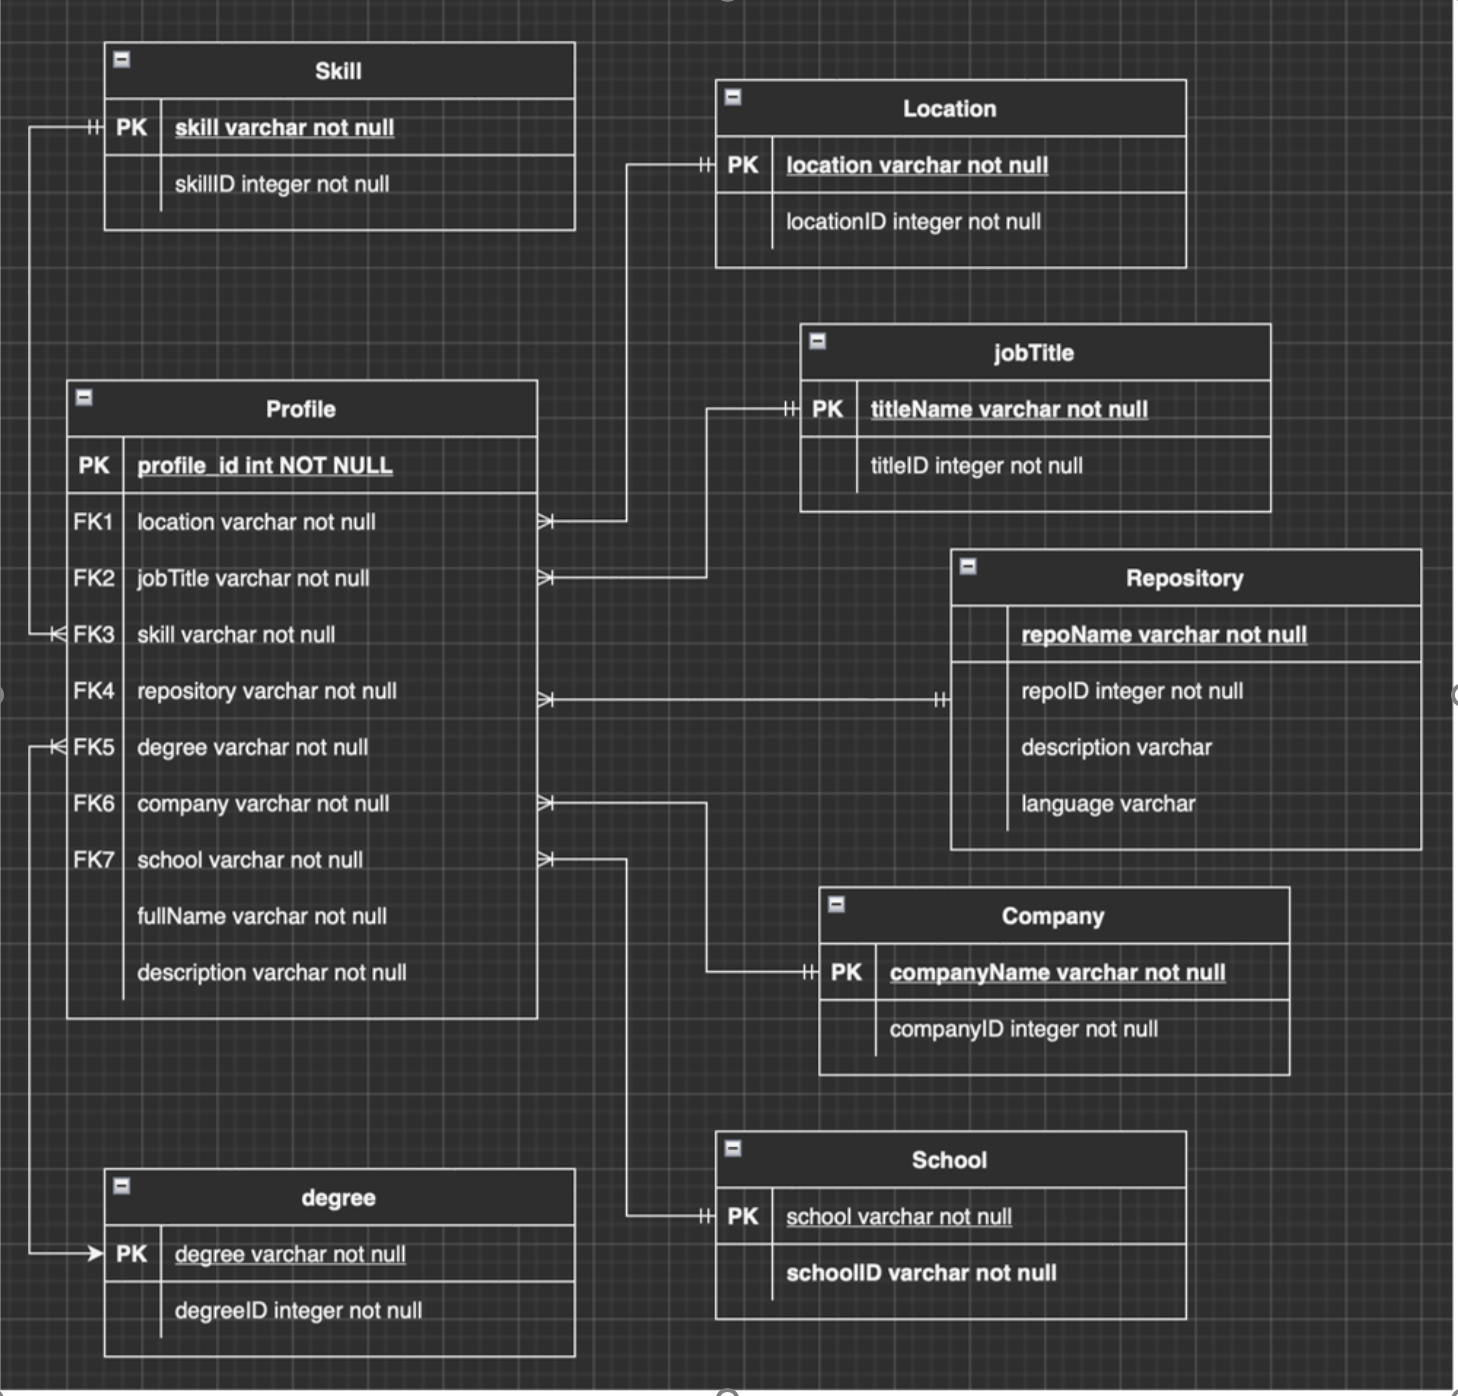 Skill
PK skill varchar not null
skillID integer not null
Location
PK location varchar not null
locationID integer not null
jobTitle
PK titleName varchar not null
titleID integer not null
Profile
PK profile_id int NOT NULL
FK1 location varchar not null
FK2 jobTitle varchar not null
FK3 skill varchar not null
FK4 repository varchar not null
FK5 degree varchar not null
FK6 company varchar not null
FK7 school varchar not null
fullName varchar not null
description varchar not null
Repository
repoName varchar not null
repoID integer not null
description varchar
language varchar
Company
PK companyName varchar not null
companyID integer not null
School
PK school varchar not null
schoolID varchar not null
degree
PK degree varchar not null
degreeID integer not null